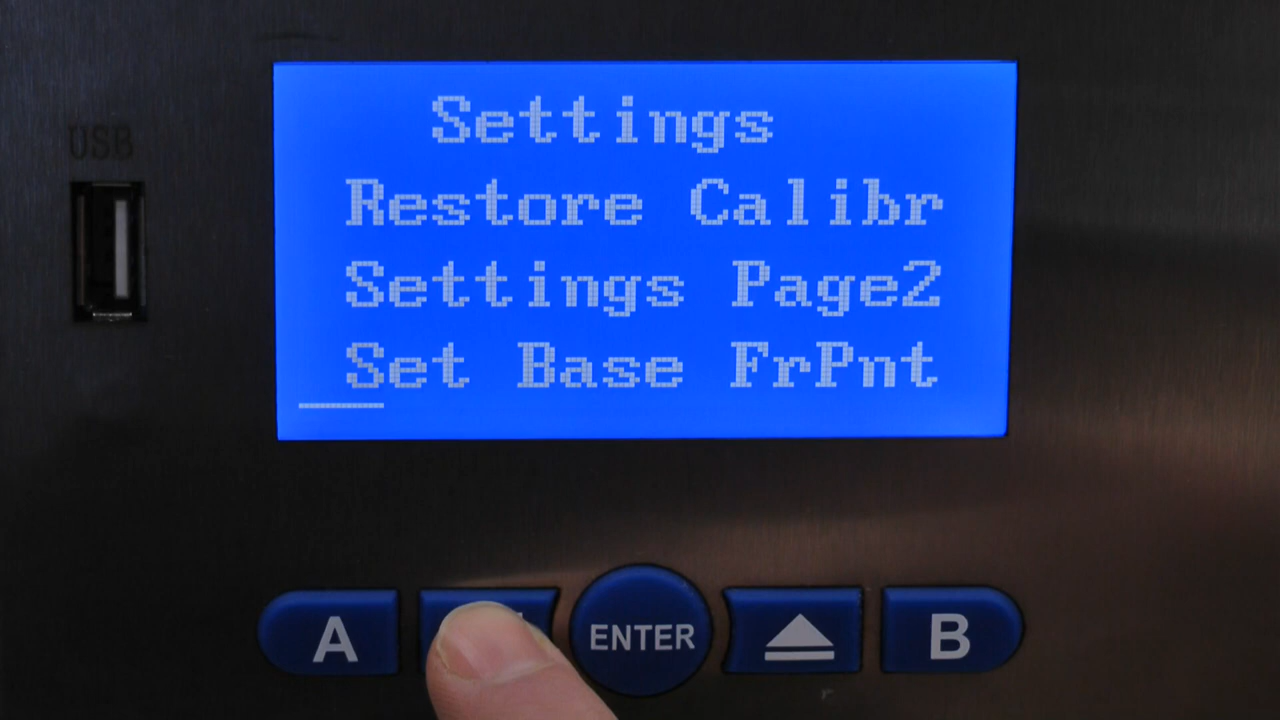 USB
Settings
Restore Calibr
Settings Page2
Set Base FrPnt
A
ENTER
B